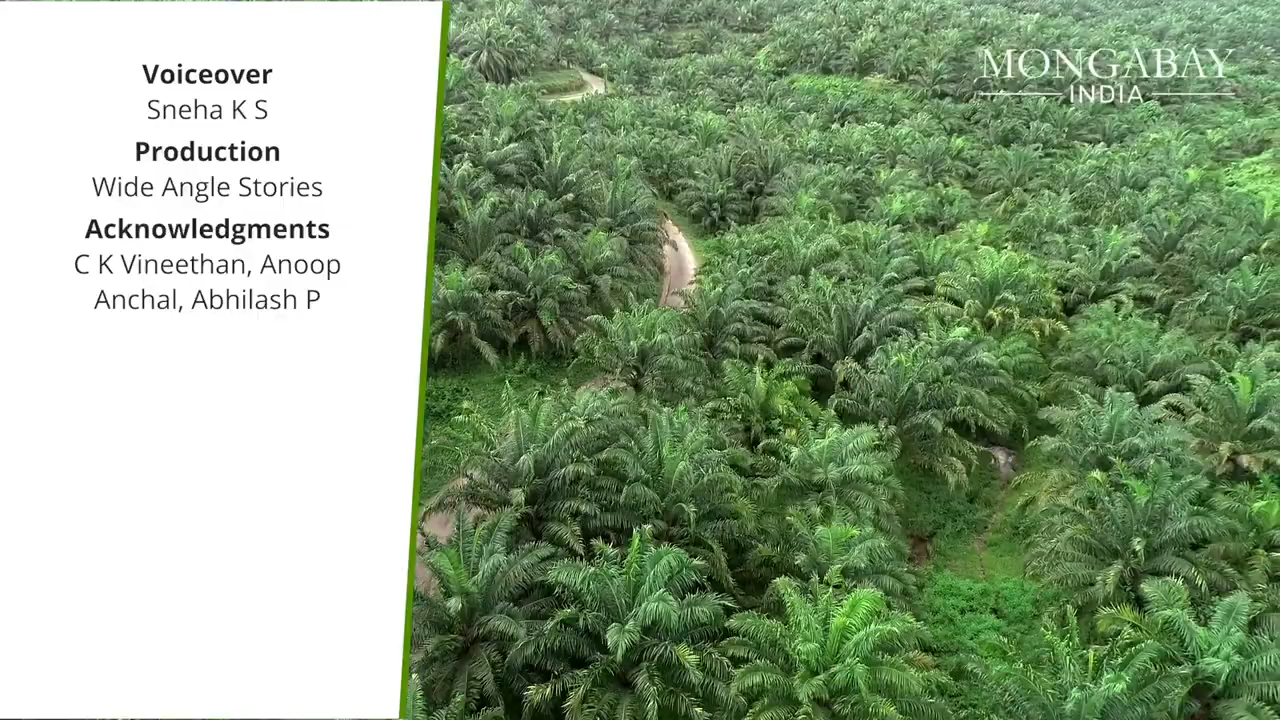 Voiceover
Sneha K S
Production
Wide Angle Stories
Acknowledgments
C K Vineethan, Anoop
Anchal, Abhilash P
MONGABAY
INDIA